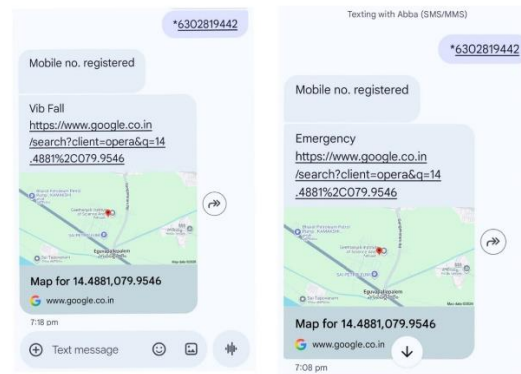 *6302819442
Mobile no. registered
Vib Fall
https://www.google.co.in
/search?client=opera&q=14
.4881%2C079.9546
Map for 14.4881,079.9546
www.google.co.in
7:18 pm
Text message
Texting with Abba (SMS/MMS)
*6302819442
Mobile no. registered
Emergency
https://www.google.co.in
/search?client=opera&q=14
.4881%2C079.9546
Map for 14.4881,079.9546
www.google.co.in
7:08 pm